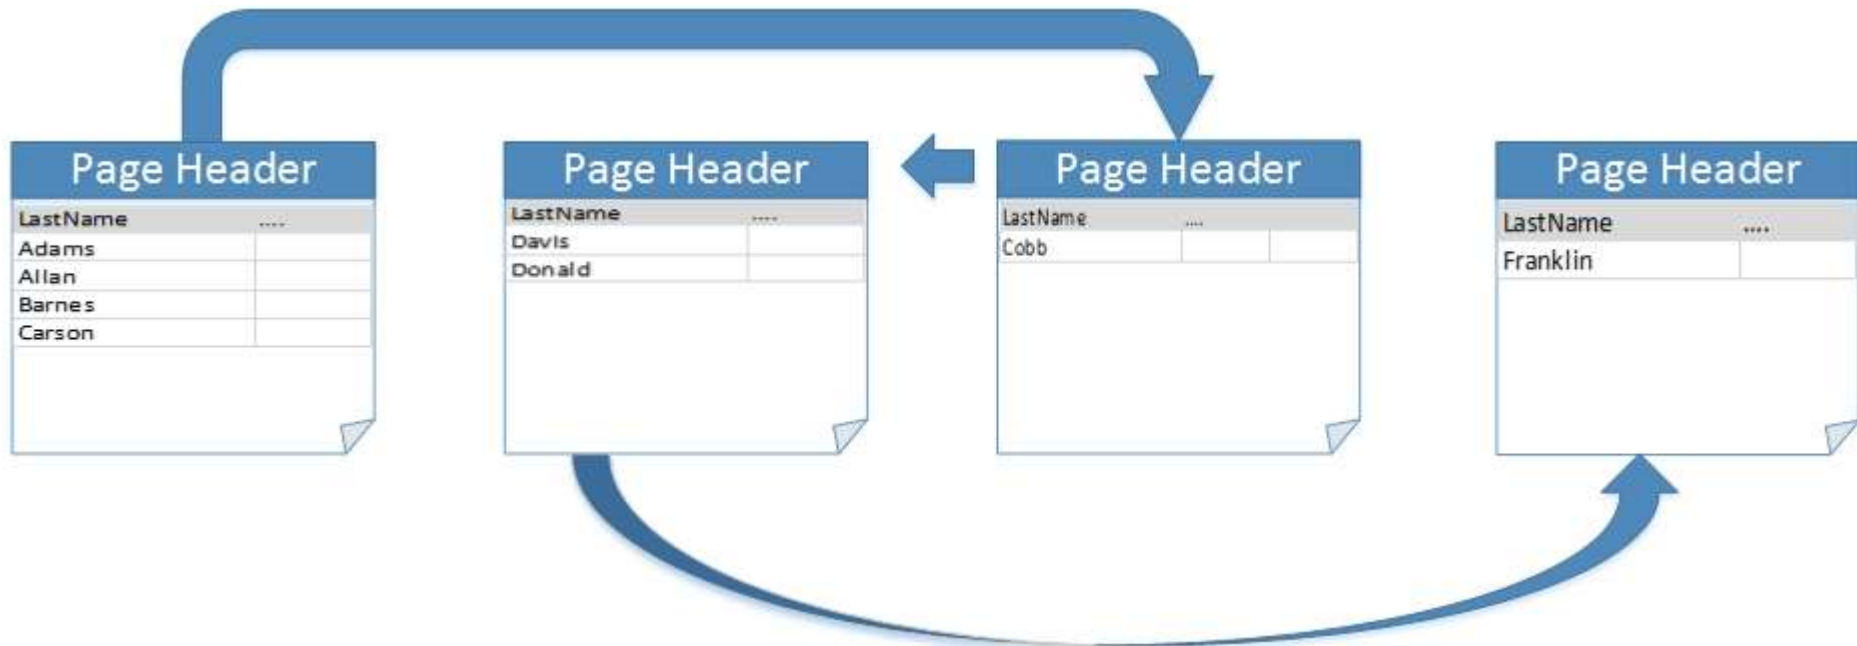 Page Header
LastName ....
Adams
Allan
Barnes
Carson
Page Header
LastName ....
Davis
Donald
Page Header
LastName ....
Cobb
Page Header
LastName ....
Franklin